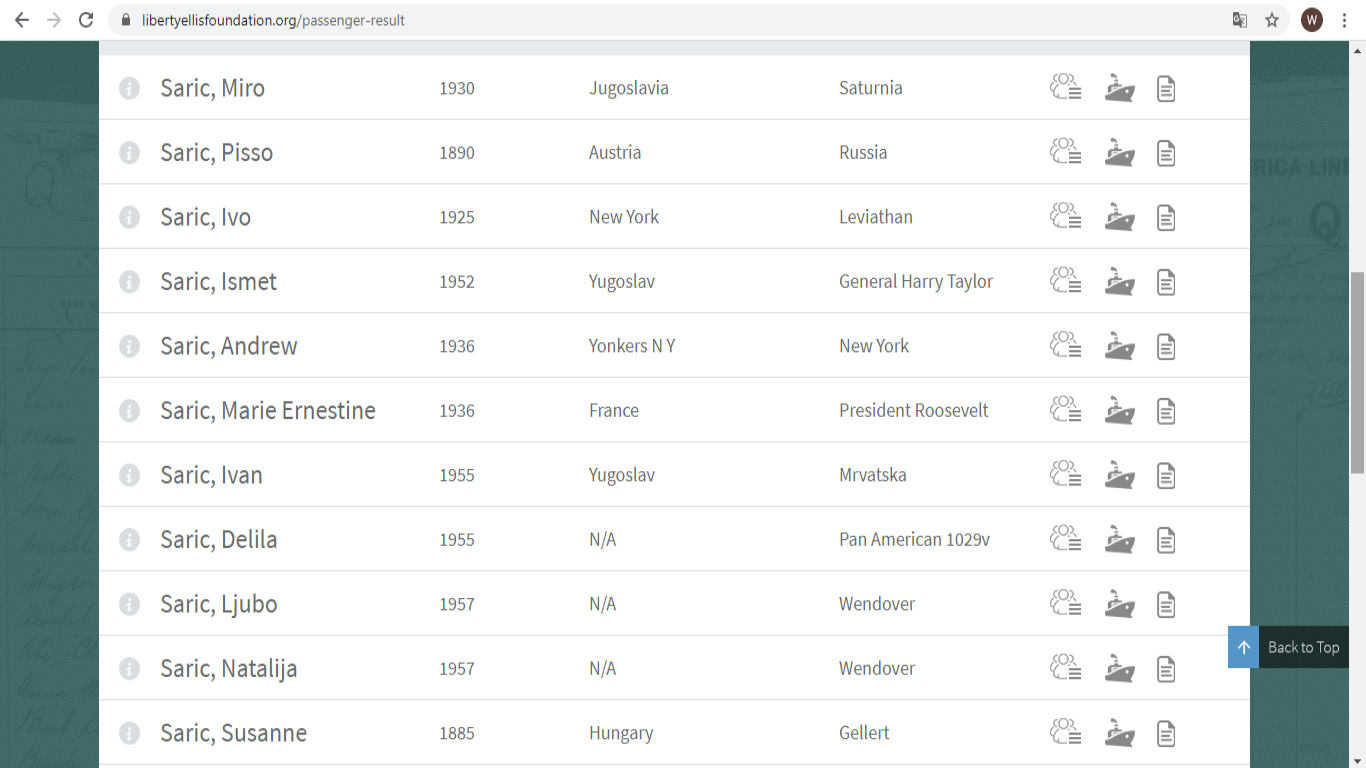 libertyellisfoundation.org/passenger-result
W
Saric, Miro 1930 Jugoslavia Saturnia
Saric, Pisso 1890 Austria Russia
Saric, Ivo 1925 New York Leviathan
Saric, Ismet 1952 Yugoslav General Harry Taylor
Saric, Andrew 1936 Yonkers N Y New York
Saric, Marie Ernestine 1936 France President Roosevelt
Saric, Ivan 1955 Yugoslav Mrvatska
Saric, Delila 1955 N/A Pan American 1029v
Saric, Ljubo 1957 N/A Wendover
Saric, Natalija 1957 N/A Wendover
Back to Top
Saric, Susanne 1885 Hungary Gellert